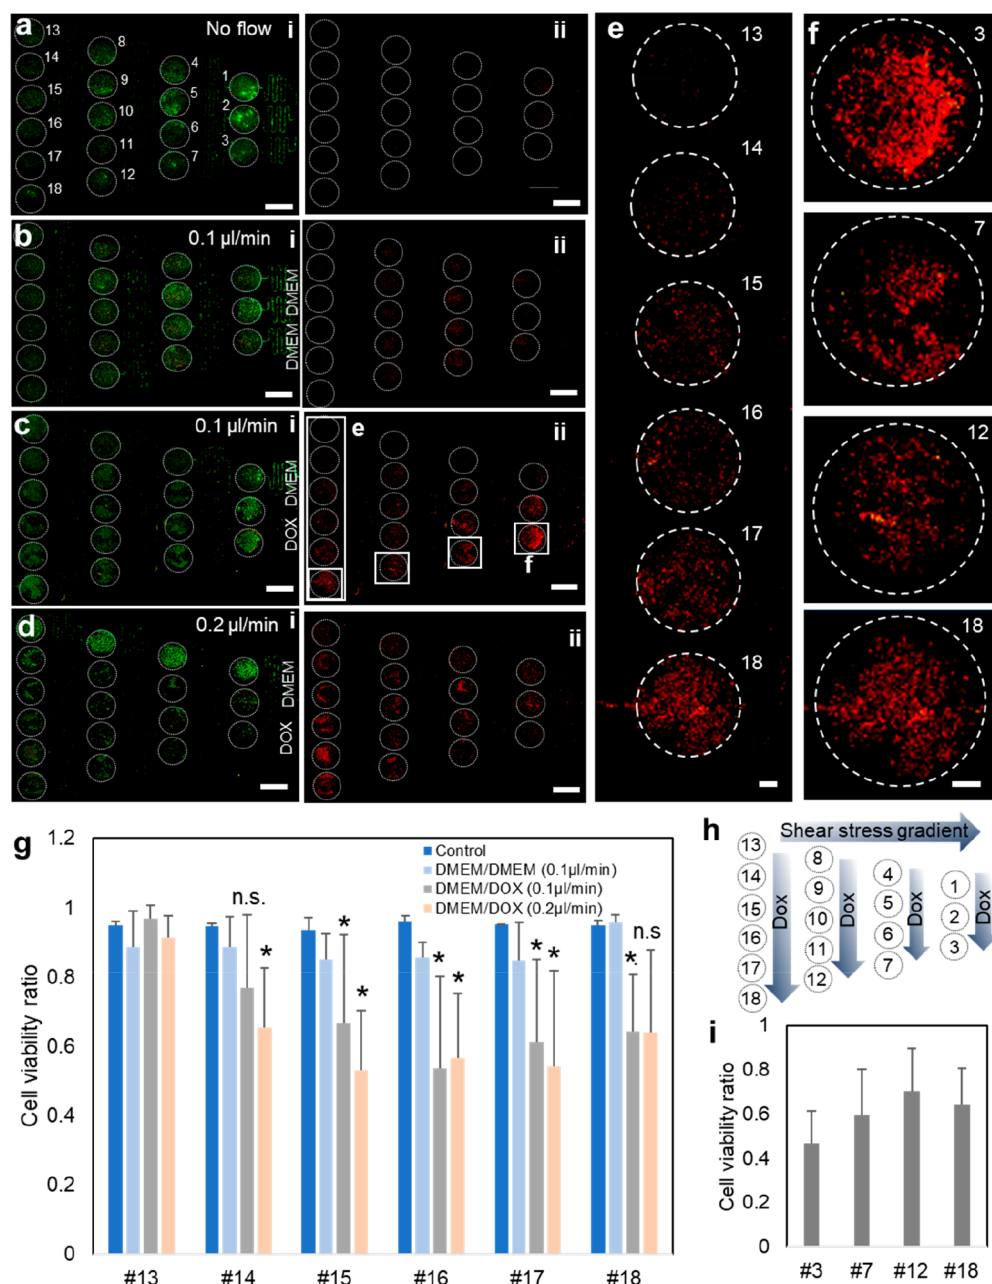 a
No flow
i
13
14
15
16
17
18
8
9
10
11
12
4
5
6
7
1
2
3
ii
b
0.1 µl/min
i
DMEM DMEM
ii
c
0.1 µl/min
i
DOX DMEM
e
ii
f
d
0.2 µl/min
i
DOX DMEM
ii
e
13
14
15
16
17
18
f
3
7
12
18
g
Cell viability ratio
1.2
1
0.8
0.6
0.4
0.2
0
Control
DMEM/DMEM (0.1µl/min)
DMEM/DOX (0.1µl/min)
DMEM/DOX (0.2µl/min)
n.s.
*
*
*
*
*
*
*
*
n.s
#13
#14
#15
#16
#17
#18
h
Shear stress gradient
13
14
15
16
17
18
Dox
8
9
10
11
12
Dox
4
5
6
7
Dox
1
2
3
Dox
i
Cell viability ratio
1
0.8
0.6
0.4
0.2
0
#3
#7
#12
#18